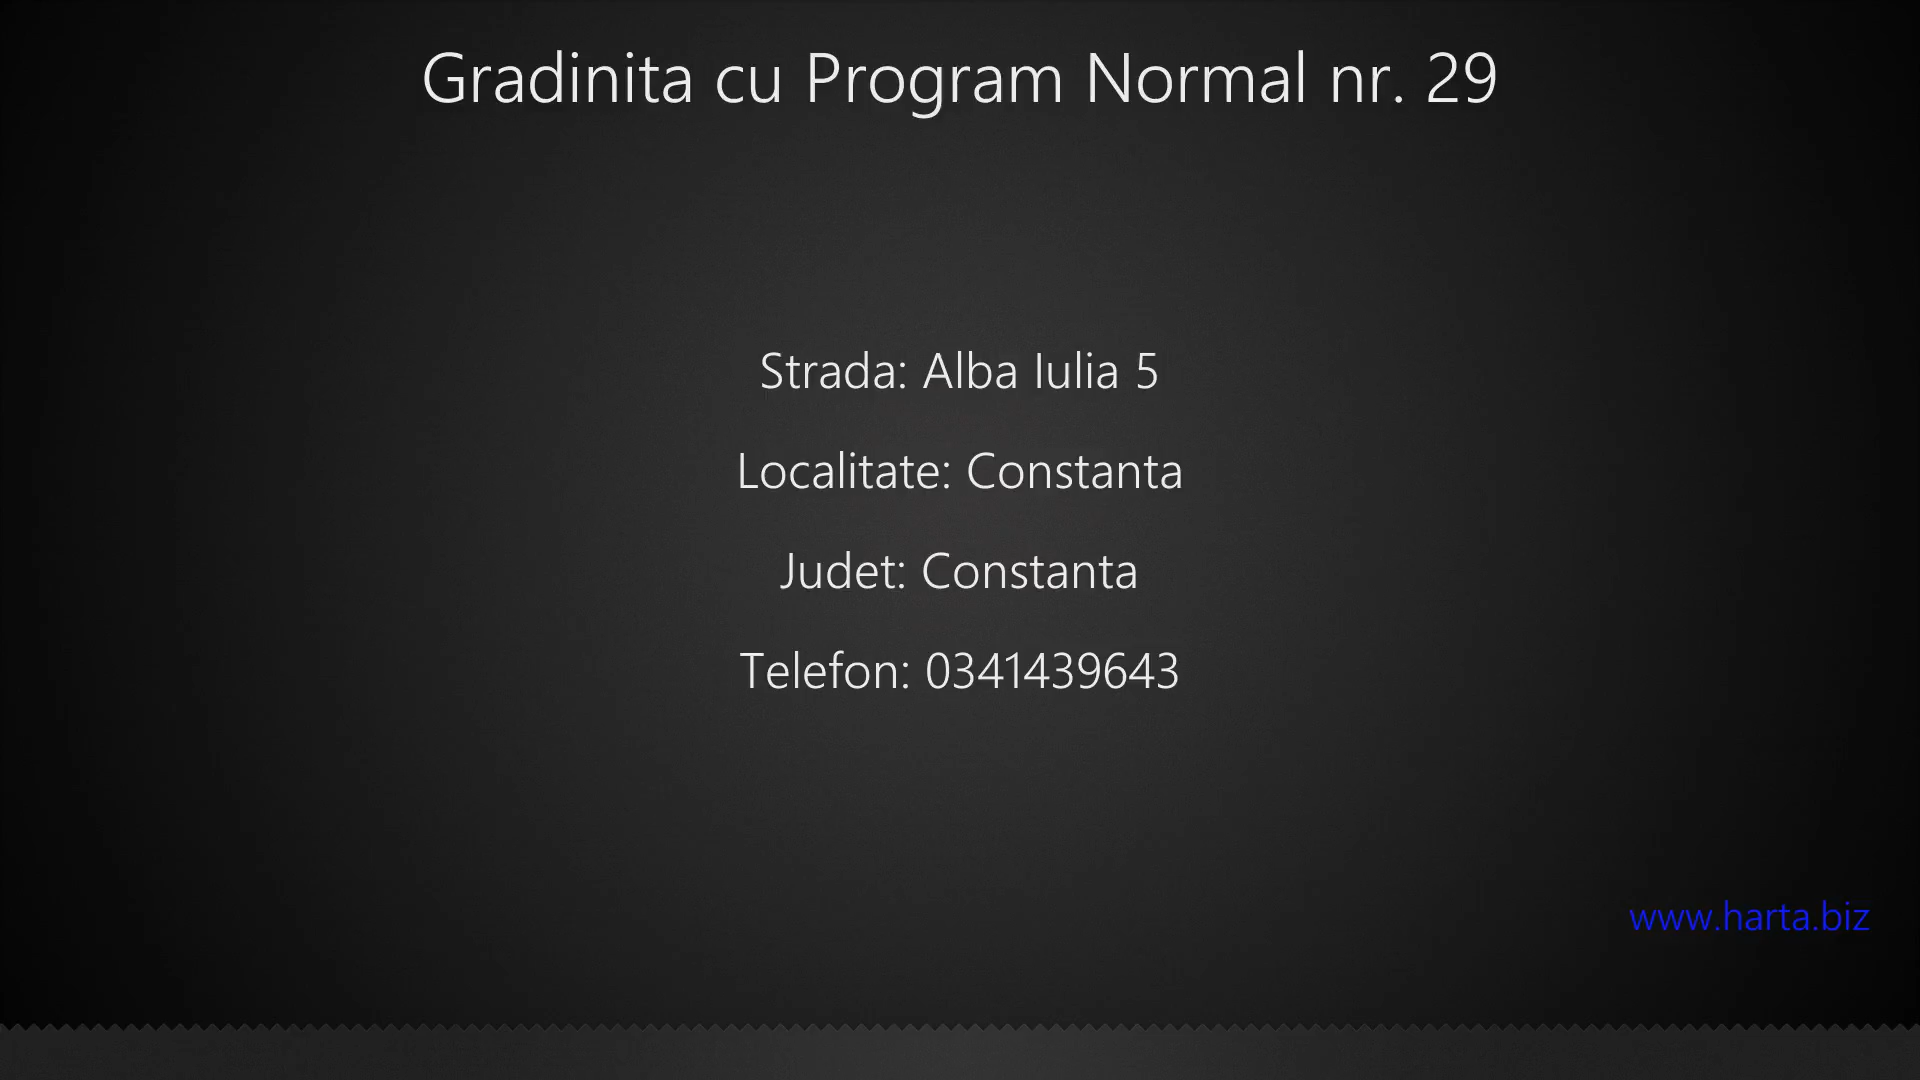 Gradinita cu Program Normal nr. 29
Strada: Alba Iulia 5
Localitate: Constanta
Judet: Constanta
Telefon: 0341439643
www.harta.biz